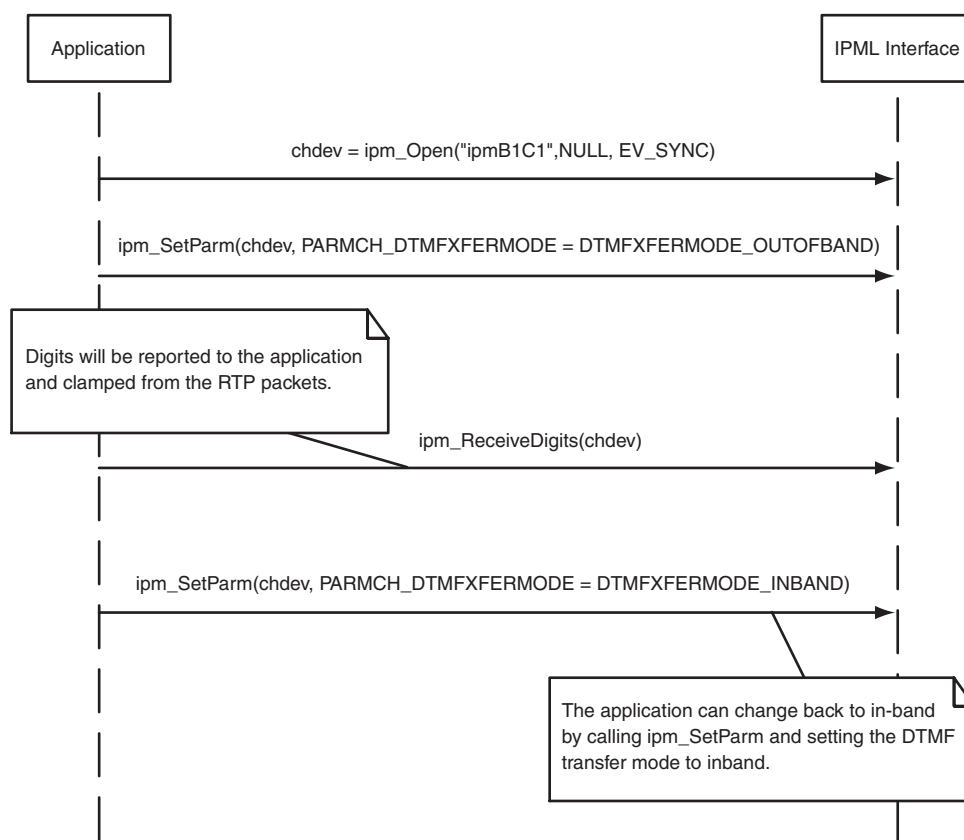 Application
IPML Interface
chdev = ipm_Open("ipmB1C1",NULL, EV_SYNC)
ipm_SetParm(chdev, PARMCH_DTMFXFERMODE = DTMFXFERMODE_OUTOFBAND)
Digits will be reported to the application
and clamped from the RTP packets.
ipm_ReceiveDigits(chdev)
ipm_SetParm(chdev, PARMCH_DTMFXFERMODE = DTMFXFERMODE_INBAND)
The application can change back to in-band
by calling ipm_SetParm and setting the DTMF
transfer mode to inband.